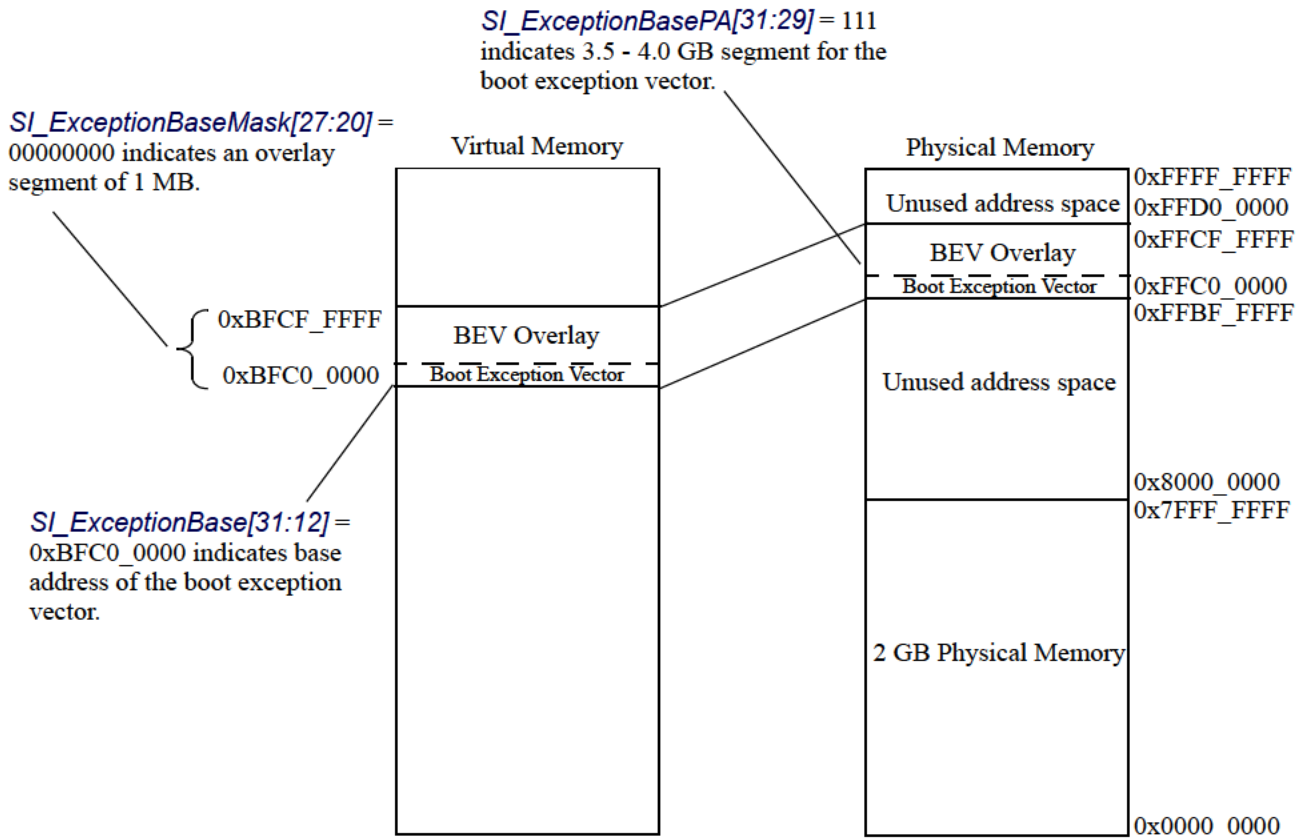 SI_ExceptionBasePA[31:29] = 111
indicates 3.5 - 4.0 GB segment for the
boot exception vector.
SI_ExceptionBaseMask[27:20] =
00000000 indicates an overlay
segment of 1 MB.
Virtual Memory
Physical Memory
0xFFFF_FFFF
Unused address space
0xFFD0_0000
0xFFCF_FFFF
BEV Overlay
Boot Exception Vector
0xFFC0_0000
0xFFBF_FFFF
0xBFCF_FFFF
BEV Overlay
0xBFC0_0000
Boot Exception Vector
Unused address space
0x8000_0000
0x7FFF_FFFF
SI_ExceptionBase[31:12] =
0xBFC0_0000 indicates base
address of the boot exception
vector.
2 GB Physical Memory
0x0000_0000